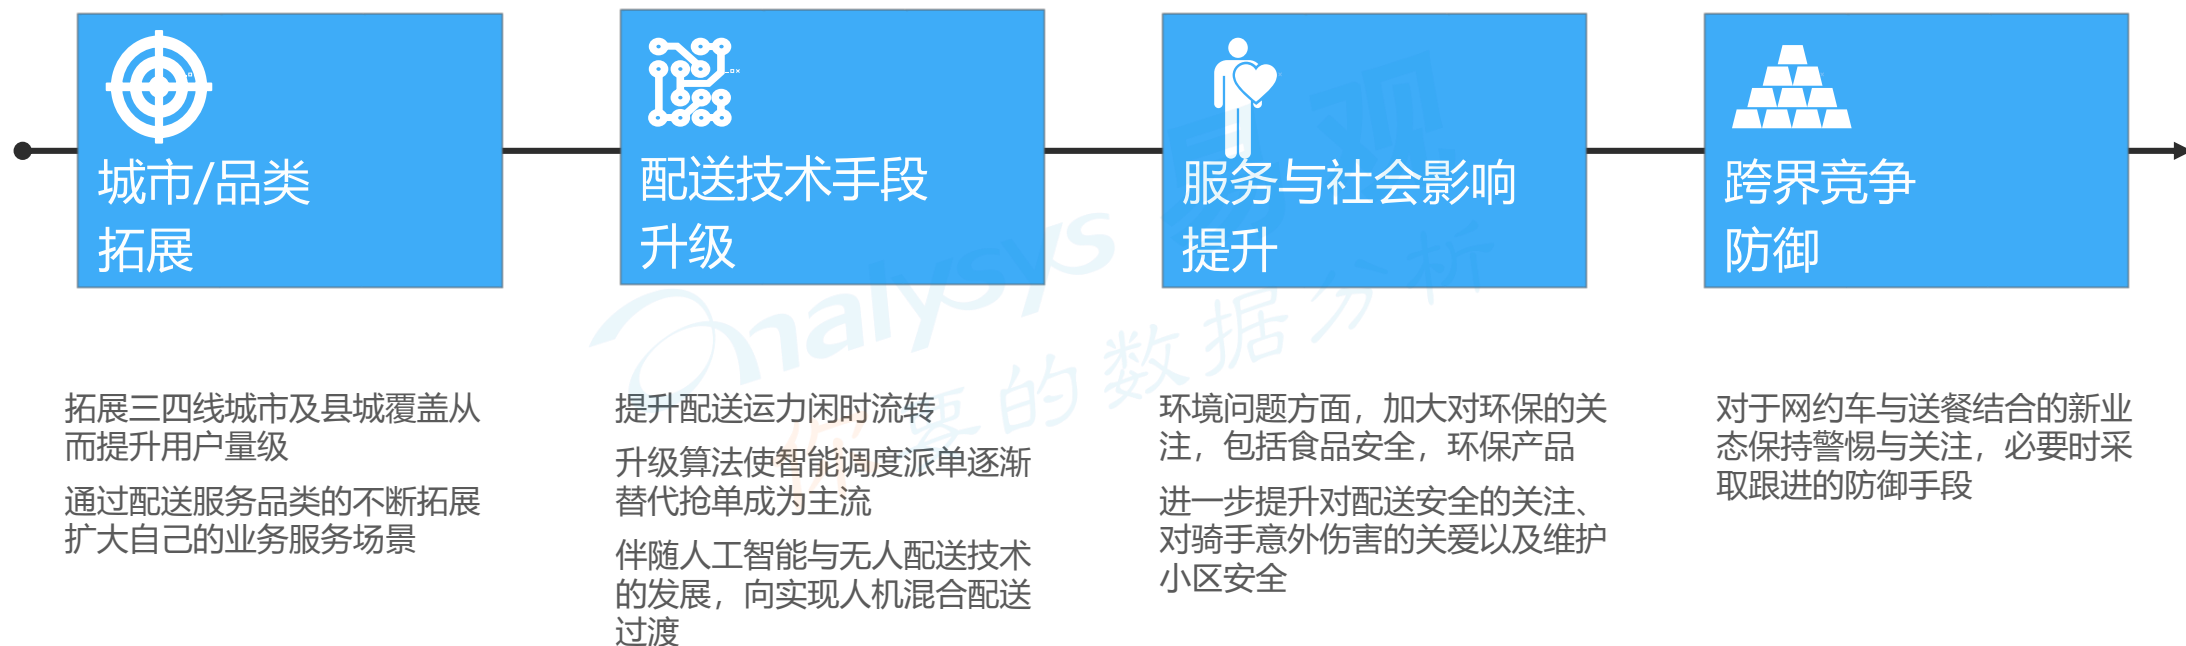 城市/品类
拓展
配送技术手段
升级
服务与社会影响
提升
跨界竞争
防御
拓展三四线城市及县城覆盖从
而提升用户量级
通过配送服务品类的不断拓展
扩大自己的业务服务场景
提升配送运力闲时流转
升级算法使智能调度派单逐渐
替代抢单成为主流
伴随人工智能与无人配送技术
的发展，向实现人机混合配送
过渡
环境问题方面，加大对环保的关
注，包括食品安全，环保产品
进一步提升对配送安全的关注、
对骑手意外伤害的关爱以及维护
小区安全
对于网约车与送餐结合的新业
态保持警惕与关注，必要时采
取跟进的防御手段
analysys 易观
你要的数据分析